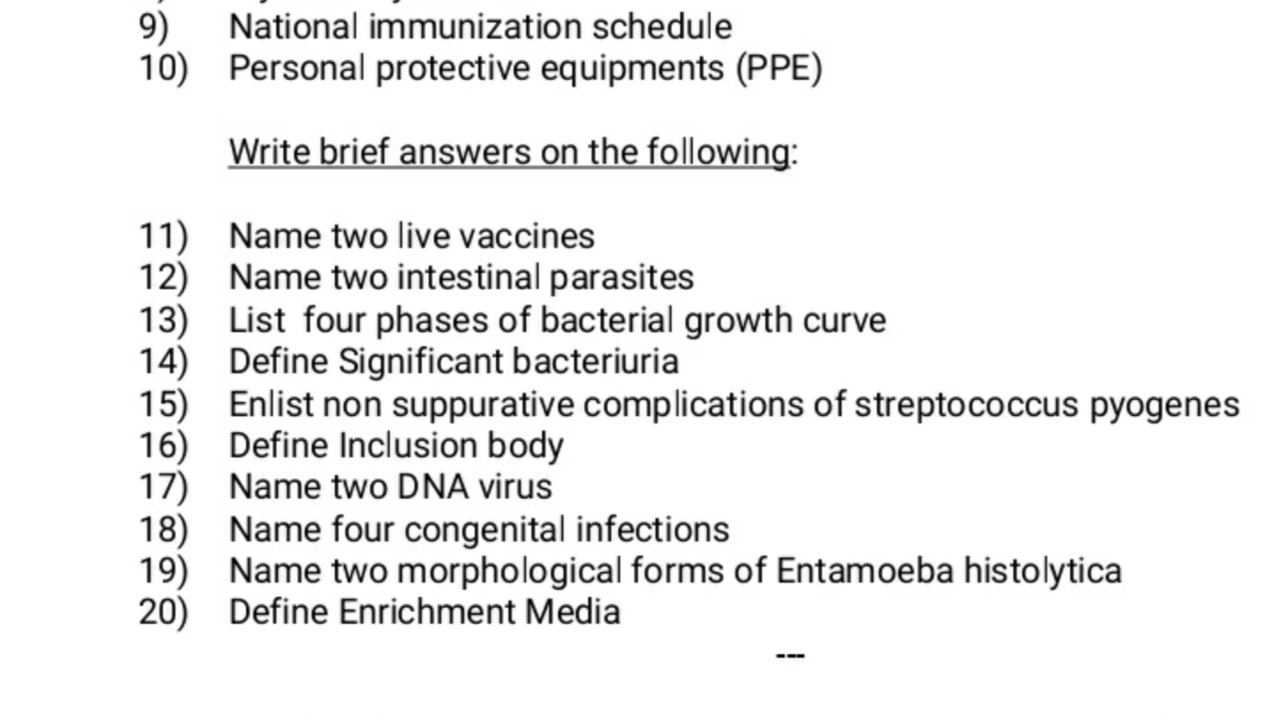 9) National immunization schedule
10) Personal protective equipments (PPE)
Write brief answers on the following:
11) Name two live vaccines
12) Name two intestinal parasites
13) List four phases of bacterial growth curve
14) Define Significant bacteriuria
15) Enlist non suppurative complications of streptococcus pyogenes
16) Define Inclusion body
17) Name two DNA virus
18) Name four congenital infections
19) Name two morphological forms of Entamoeba histolytica
20) Define Enrichment Media
---